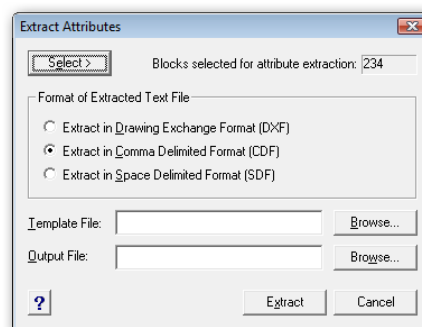 Extract Attributes
Select > Blocks selected for attribute extraction: 234
Format of Extracted Text File
Extract in Drawing Exchange Format (DXF)
Extract in Comma Delimited Format (CDF)
Extract in Space Delimited Format (SDF)
Template File: Browse...
Output File: Browse...
? Extract Cancel